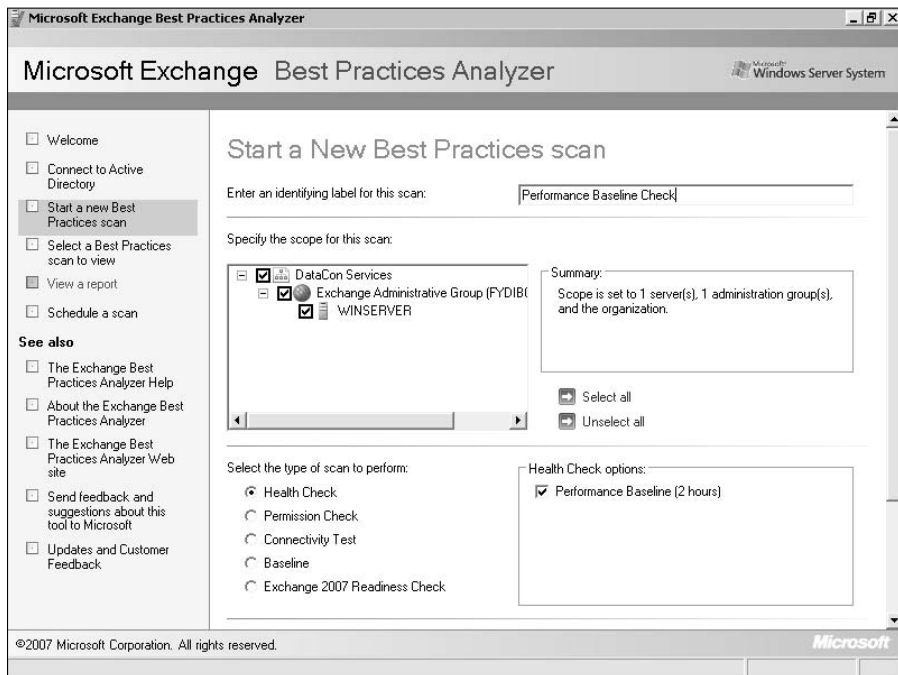 Microsoft Exchange Best Practices Analyzer
Microsoft Exchange Best Practices Analyzer
Microsoft
Windows Server System
Welcome
Connect to Active
Directory
Start a new Best
Practices scan
Select a Best Practices
scan to view
View a report
Schedule a scan
See also
The Exchange Best
Practices Analyzer Help
About the Exchange Best
Practices Analyzer
The Exchange Best
Practices Analyzer Web
site
Send feedback and
suggestions about this
tool to Microsoft
Updates and Customer
Feedback
Start a New Best Practices scan
Enter an identifying label for this scan:
Performance Baseline Check
Specify the scope for this scan:
DataCon Services
Exchange Administrative Group (FYDIBO
WINSERVER
Summary:
Scope is set to 1 server(s), 1 administration group(s),
and the organization.
Select all
Unselect all
Select the type of scan to perform:
Health Check
Permission Check
Connectivity Test
Baseline
Exchange 2007 Readiness Check
Health Check options:
Performance Baseline (2 hours)
©2007 Microsoft Corporation. All rights reserved.
Microsoft